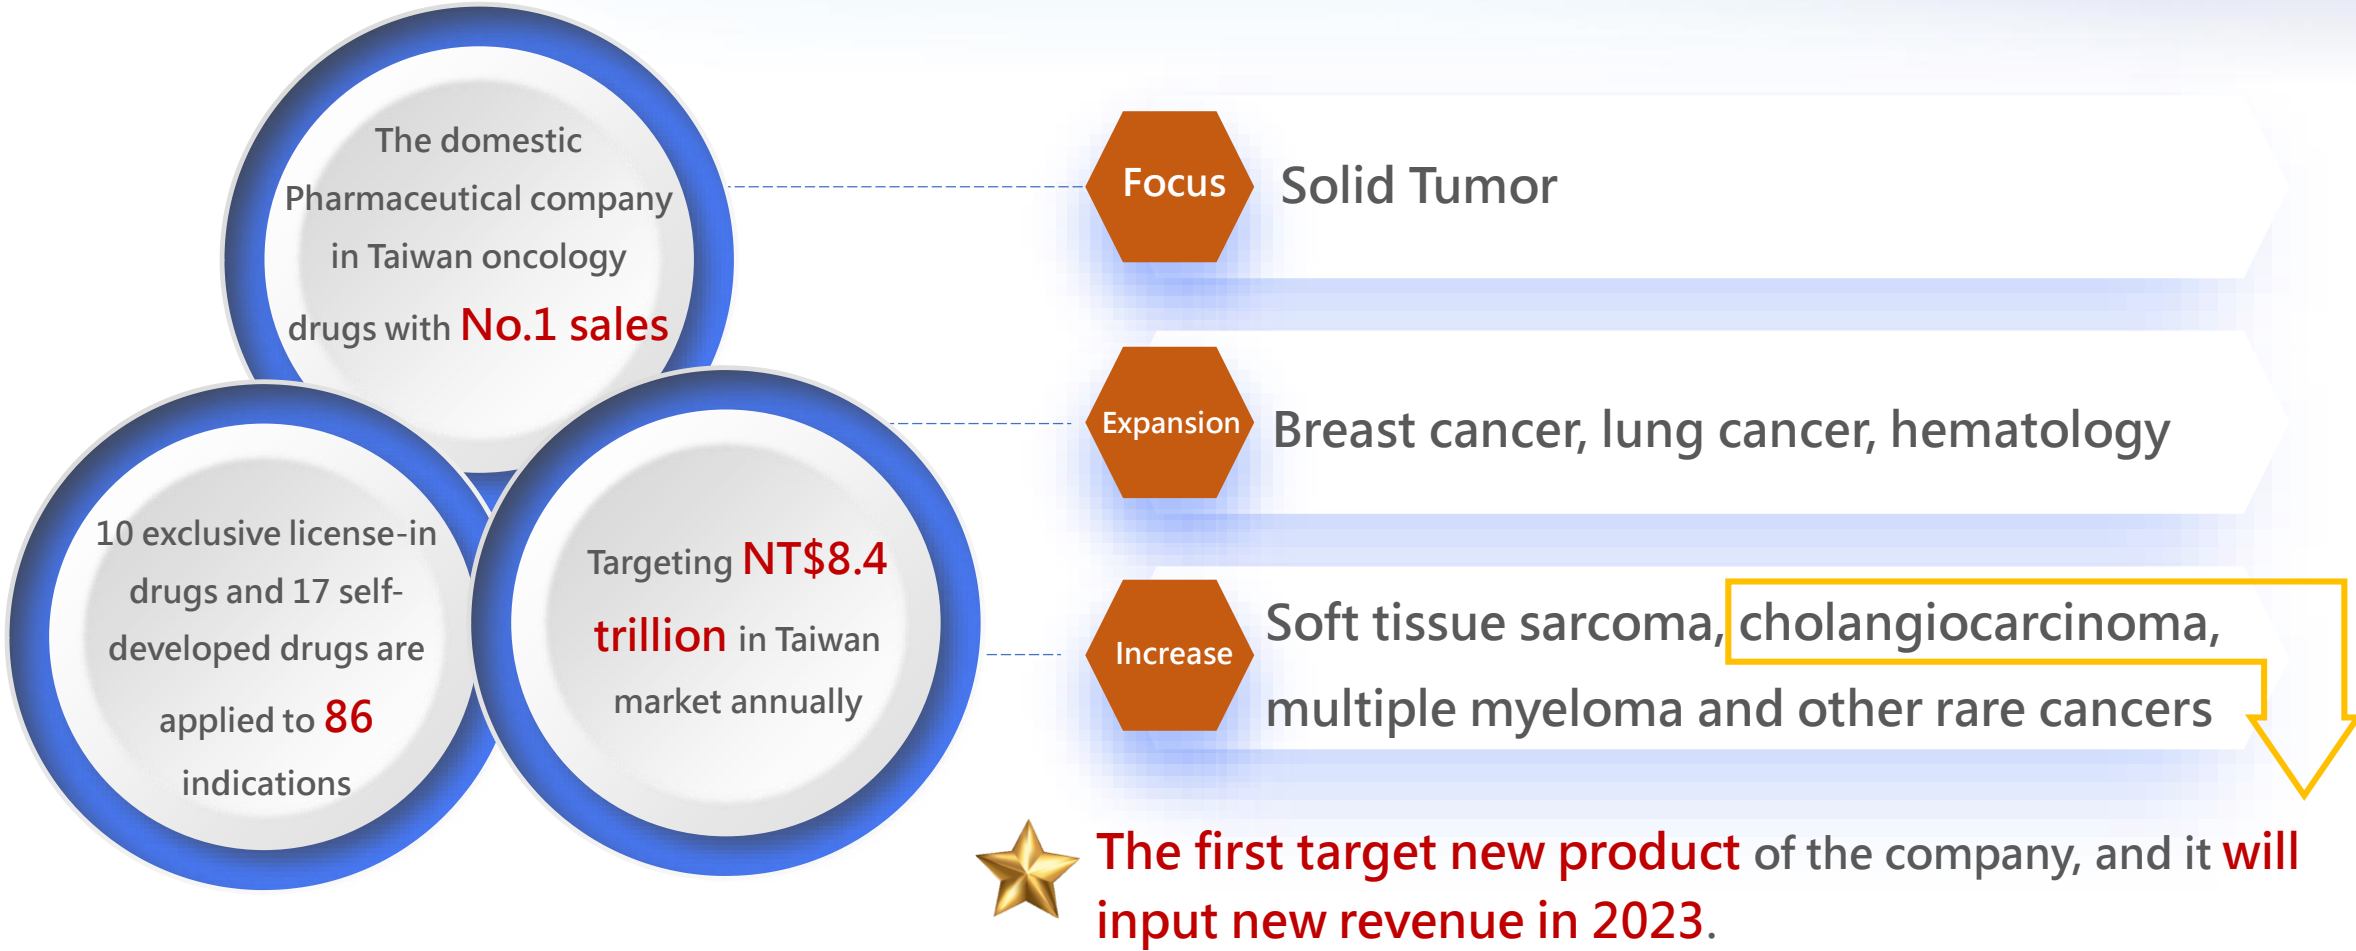 The domestic
Pharmaceutical company
in Taiwan oncology
drugs with No.1 sales
10 exclusive license-in
drugs and 17 self-
developed drugs are
applied to 86
indications
Targeting NT$8.4
trillion in Taiwan
market annually
Focus
Solid Tumor
Expansion
Breast cancer, lung cancer, hematology
Increase
Soft tissue sarcoma, cholangiocarcinoma,
multiple myeloma and other rare cancers
The first target new product of the company, and it will
input new revenue in 2023.